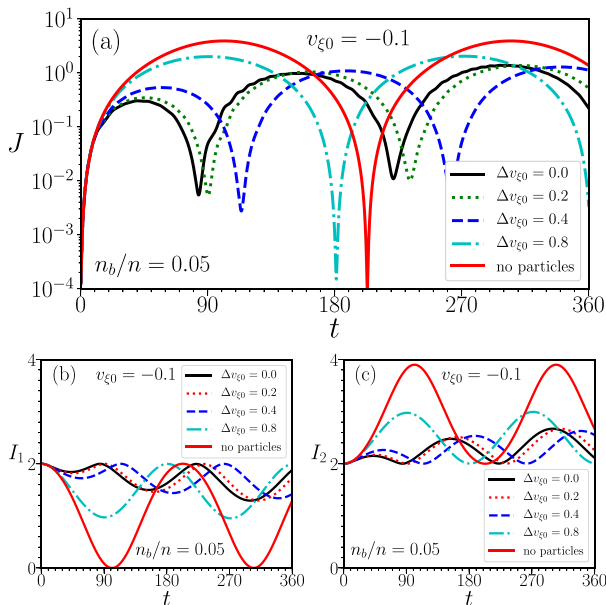 (a)
v_{ξ0} = −0.1
10^1
10^0
10^{−1}
10^{−2}
10^{−3}
10^{−4}
J
Δv_{ξ0} = 0.0
Δv_{ξ0} = 0.2
Δv_{ξ0} = 0.4
Δv_{ξ0} = 0.8
no particles
n_b/n = 0.05
0 90 180 270 360
t
(b)
v_{ξ0} = −0.1
4
2
0
I_1
Δv_{ξ0} = 0.0
Δv_{ξ0} = 0.2
Δv_{ξ0} = 0.4
Δv_{ξ0} = 0.8
no particles
n_b/n = 0.05
0 90 180 270 360
t
(c)
v_{ξ0} = −0.1
4
2
0
I_2
Δv_{ξ0} = 0.0
Δv_{ξ0} = 0.2
Δv_{ξ0} = 0.4
Δv_{ξ0} = 0.8
no particles
n_b/n = 0.05
0 90 180 270 360
t